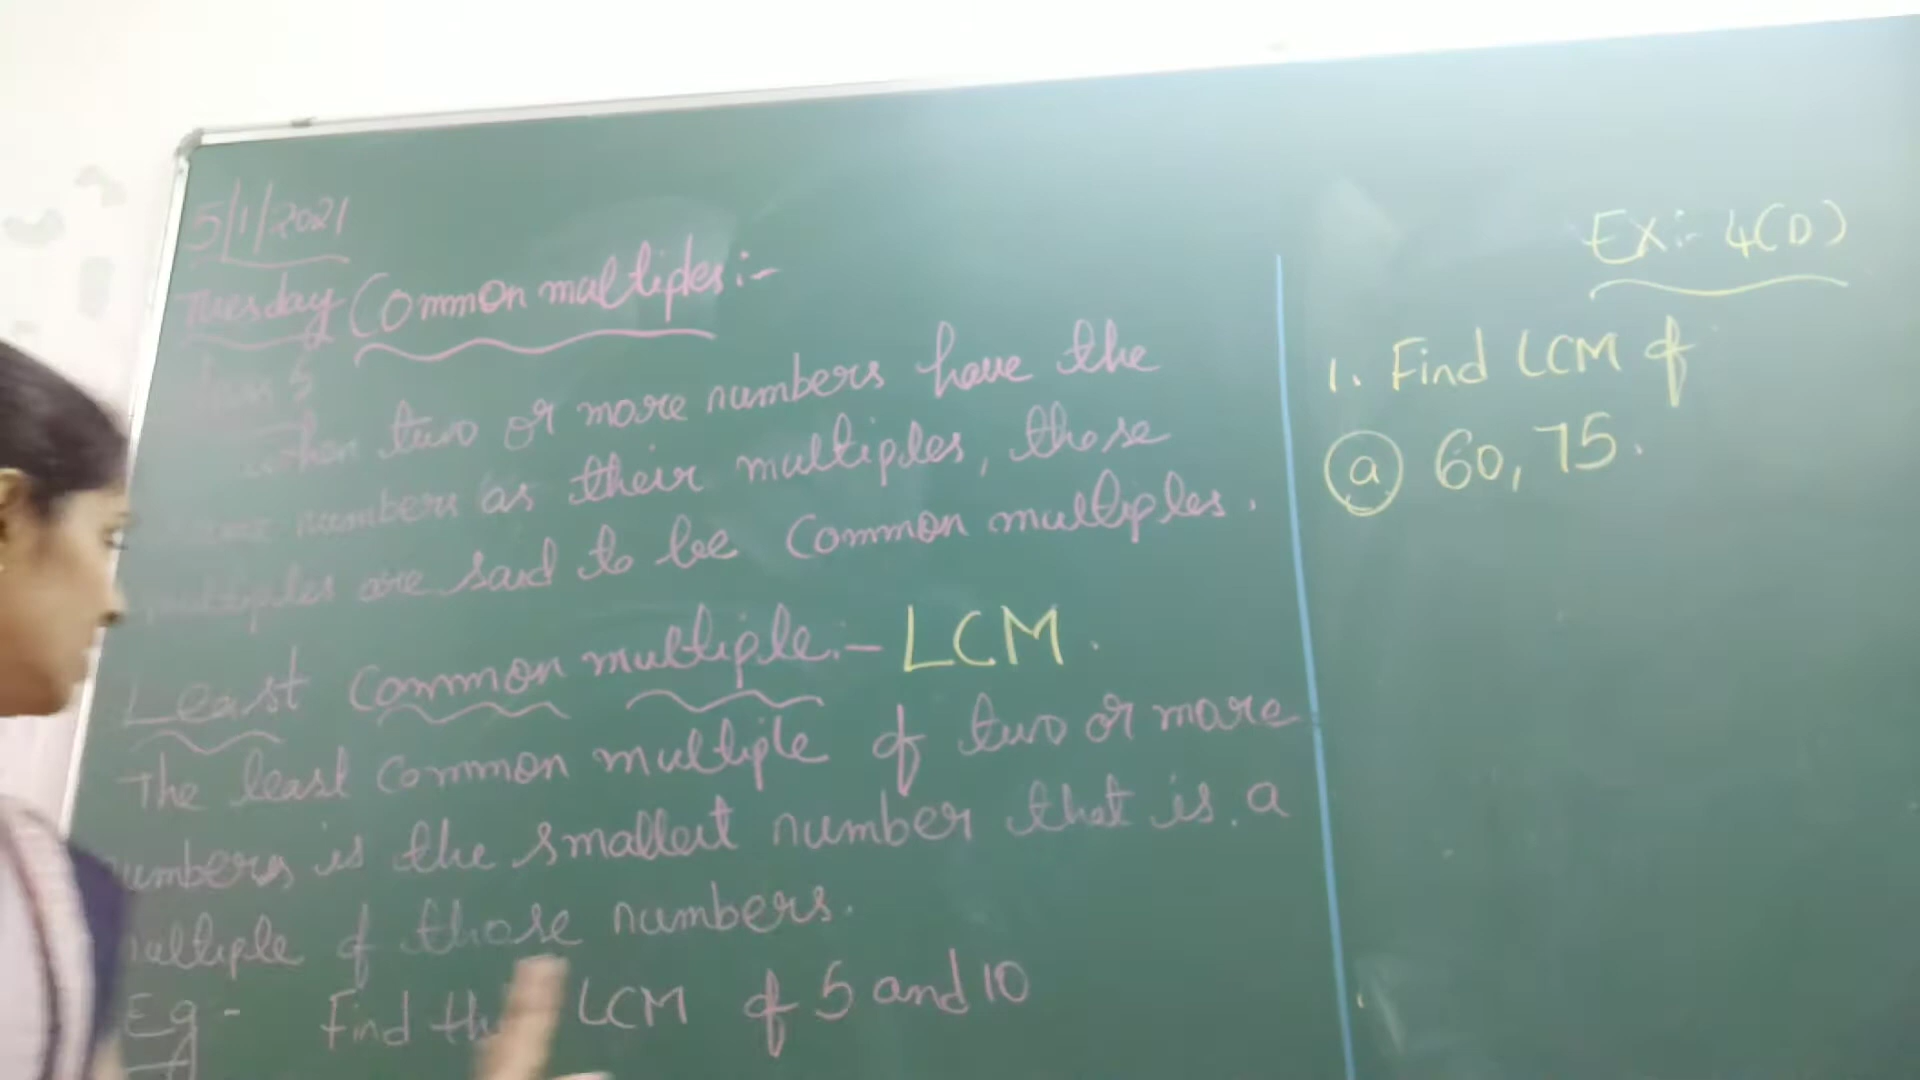 5/1/2021
Tuesday
Common multiples:-
when two or more numbers have the
numbers as their multiples, those
multiples are said to be Common multiples.
Least Common multiple:- LCM.
The least Common multiple of two or more
numbers is the smallest number that is a
multiple of those numbers.
Eg- Find the LCM of 5 and 10
Ex:- 4(D)
1. Find LCM of
(a) 60, 75.